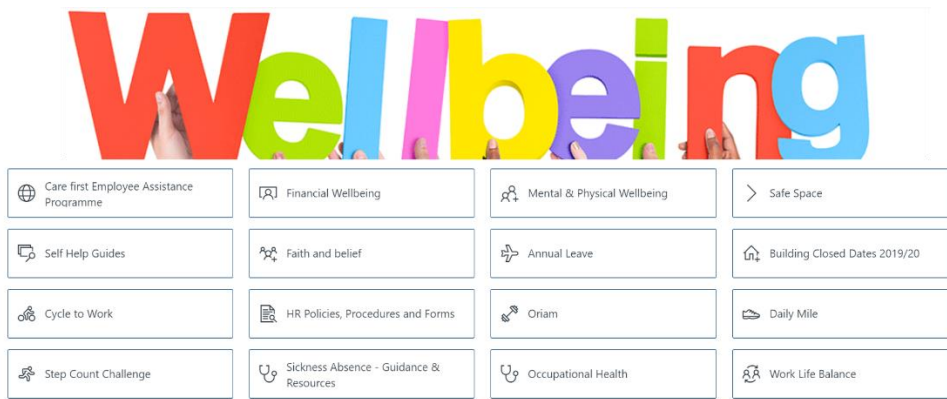 Wellbeing
Care first Employee Assistance
Programme
Financial Wellbeing
Mental & Physical Wellbeing
Safe Space
Self Help Guides
Faith and belief
Annual Leave
Building Closed Dates 2019/20
Cycle to Work
HR Policies, Procedures and Forms
Oriam
Daily Mile
Step Count Challenge
Sickness Absence - Guidance &
Resources
Occupational Health
Work Life Balance